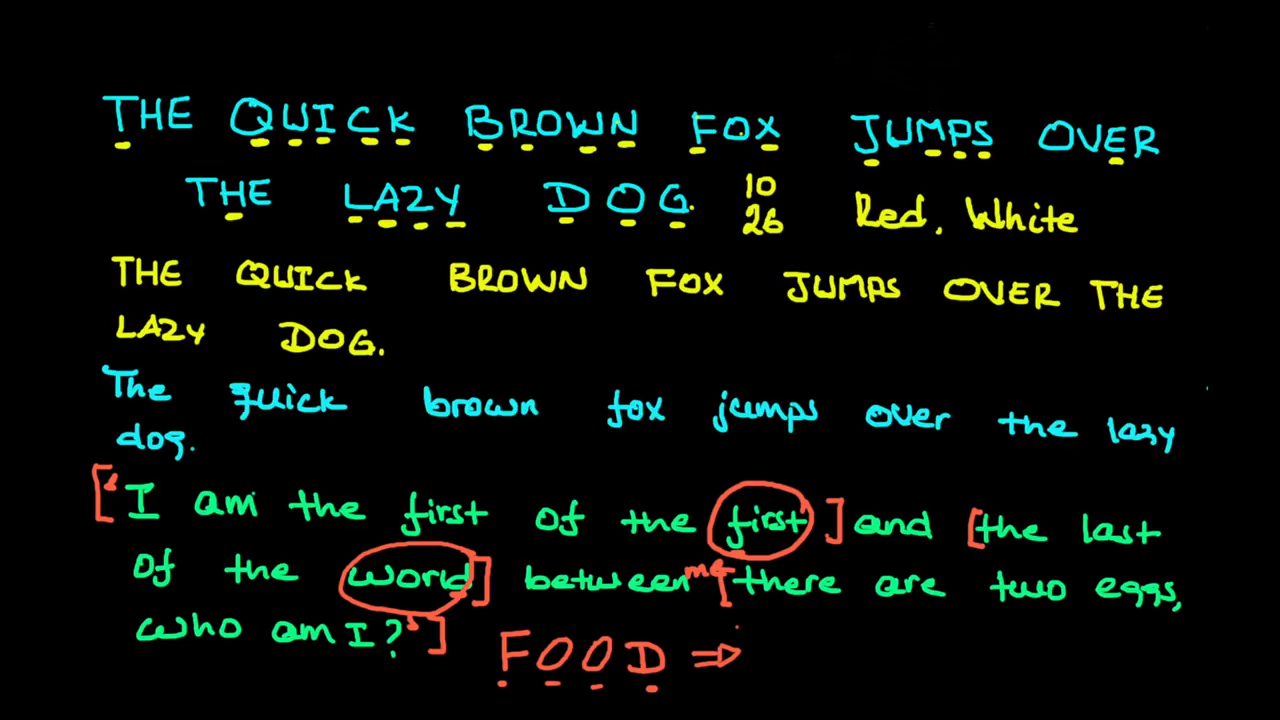 THE QUICK BROWN FOX JUMPS OVER
THE LAZY DOG. 10
26 Red, White
THE QUICK BROWN FOX JUMPS OVER THE
LAZY DOG.
The quick brown fox jumps over the lazy
dog.
['I am the first of the first] and [the last
of the world] between me [there are two eggs,
who am I?']
FOOD ⇒